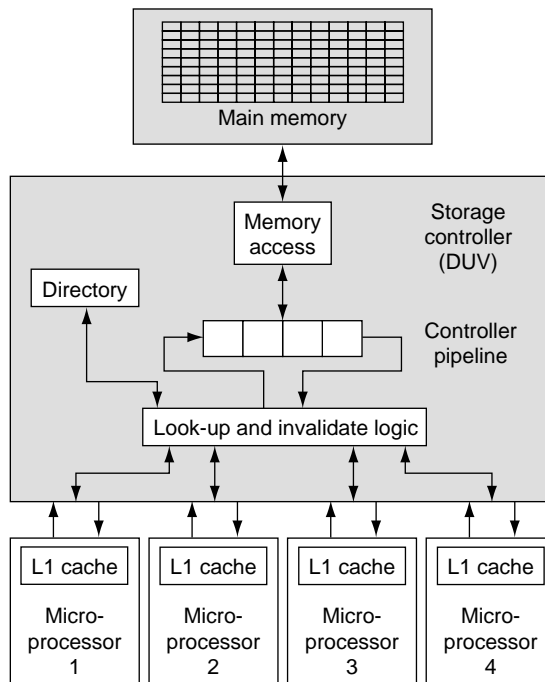 Main memory
Memory
access
Storage
controller
(DUV)
Directory
Controller
pipeline
Look-up and invalidate logic
L1 cache
Micro-
processor
1
L1 cache
Micro-
processor
2
L1 cache
Micro-
processor
3
L1 cache
Micro-
processor
4